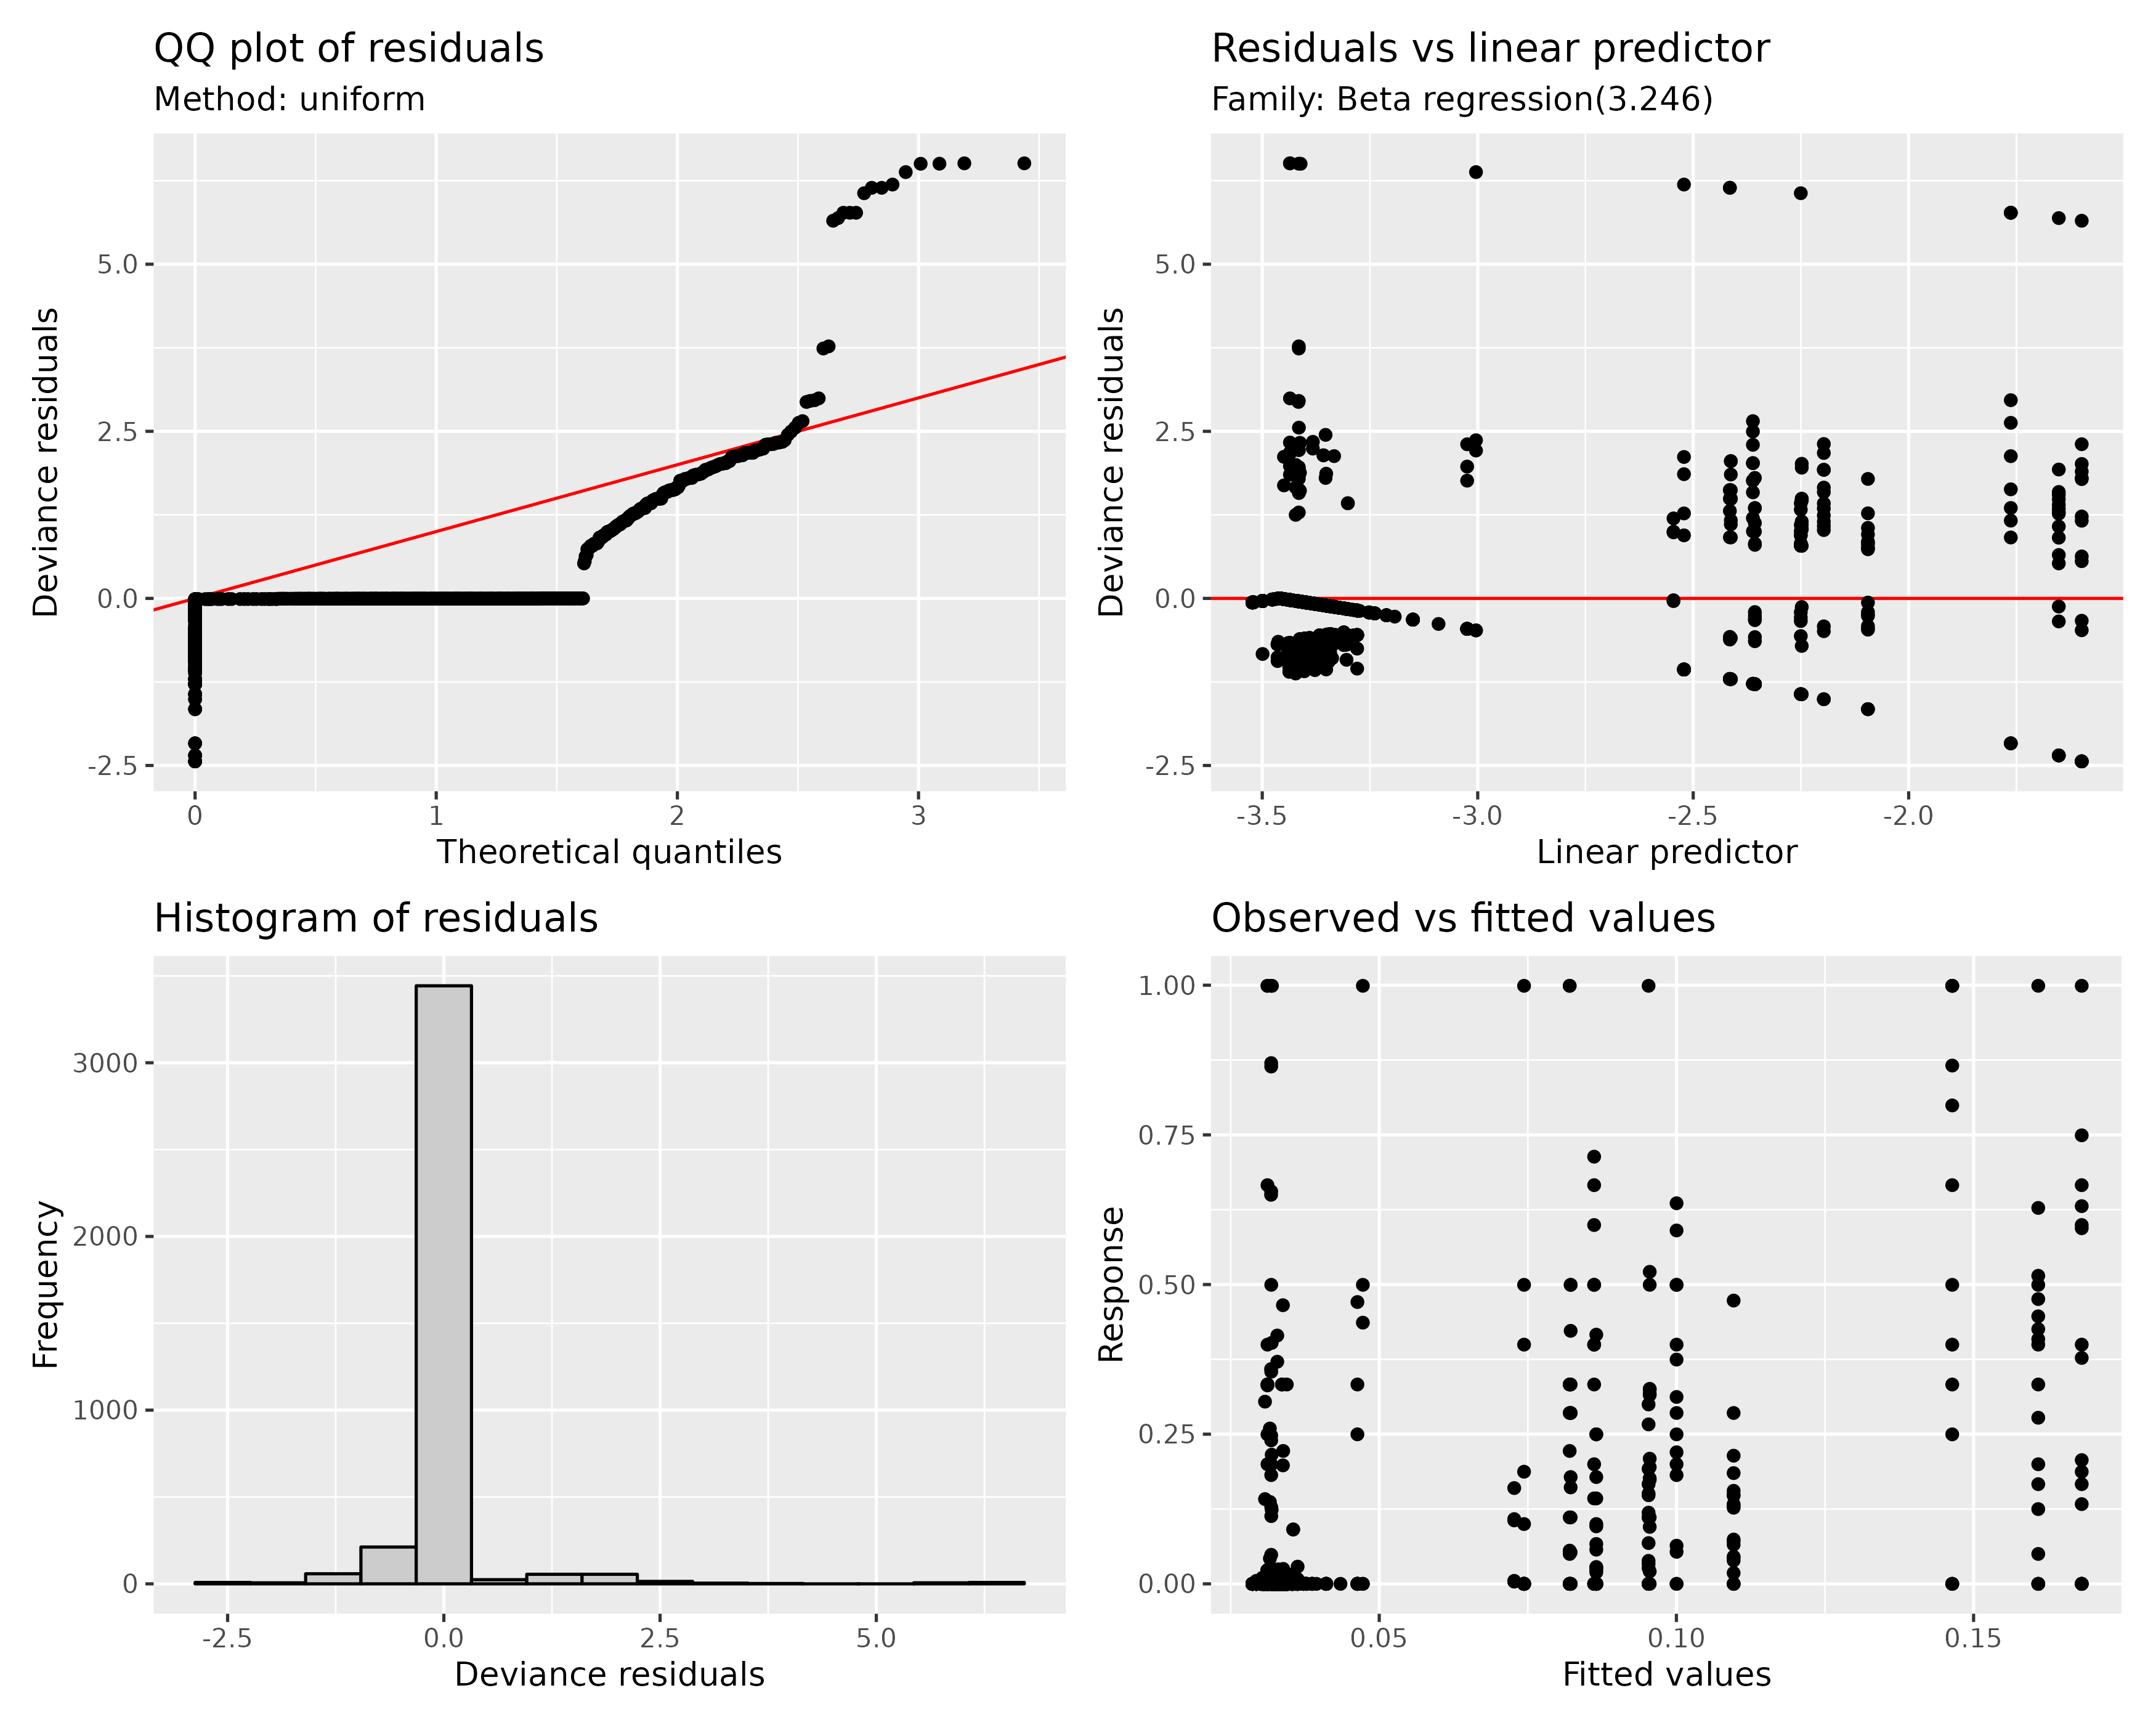 QQ plot of residuals
Method: uniform
5.0
2.5
0.0
-2.5
0 1 2 3
Theoretical quantiles
Deviance residuals
Residuals vs linear predictor
Family: Beta regression(3.246)
5.0
2.5
0.0
-2.5
-3.5 -3.0 -2.5 -2.0
Linear predictor
Deviance residuals
Histogram of residuals
3000
2000
1000
0
-2.5 0.0 2.5 5.0
Deviance residuals
Frequency
Observed vs fitted values
1.00
0.75
0.50
0.25
0.00
0.05 0.10 0.15
Fitted values
Response